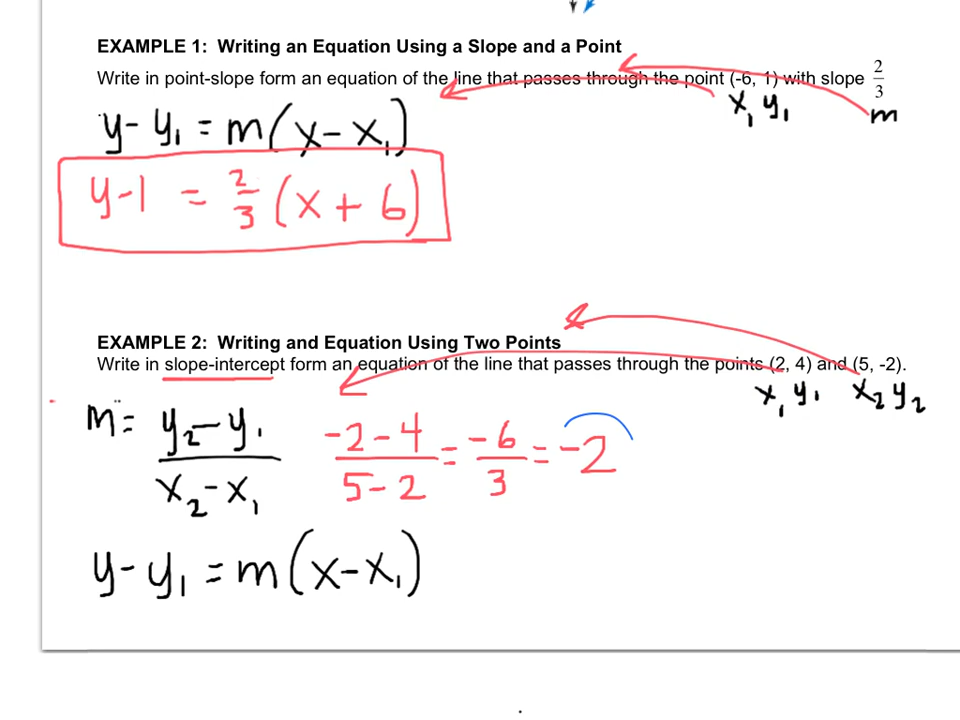 EXAMPLE 1: Writing an Equation Using a Slope and a Point
Write in point-slope form an equation of the line that passes through the point (-6, 1) with slope 2/3
x₁ y₁ m
y - y₁ = m(x - x₁)
y - 1 = 2/3 (x + 6)
EXAMPLE 2: Writing and Equation Using Two Points
Write in slope-intercept form an equation of the line that passes through the points (2, 4) and (5, -2).
x₁ y₁ x₂ y₂
m = (y₂ - y₁)/(x₂ - x₁) (-2 - 4)/(5 - 2) = -6/3 = -2
y - y₁ = m(x - x₁)